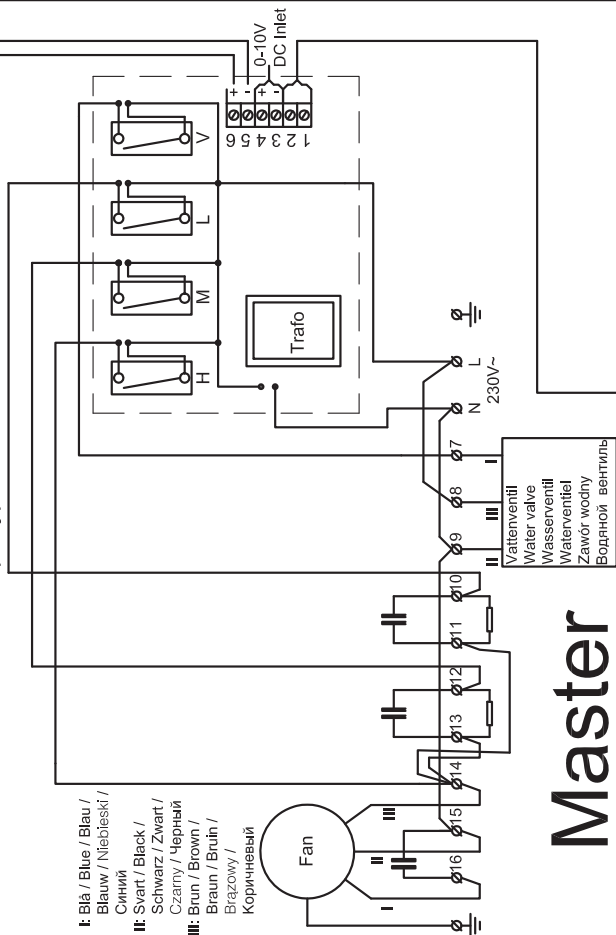 0-10V
DC Inlet
+ - + -
6 5 4 3 2 1
V
L
M
H
Trafo
L
N
230V~
7
8
9
10
11
12
13
14
15
16
I
III
II
Vattenventil
Water valve
Wasserventil
Waterventiel
Zawór wodny
Водяной вентиль
I: Blå / Blue / Blau /
Blauw / Niebieski /
Синий
II: Svart / Black /
Schwarz / Zwart /
Czarny / Черный
III: Brun / Brown /
Braun / Bruin /
Brązowy /
Коричневый
Fan
III
II
I
Master